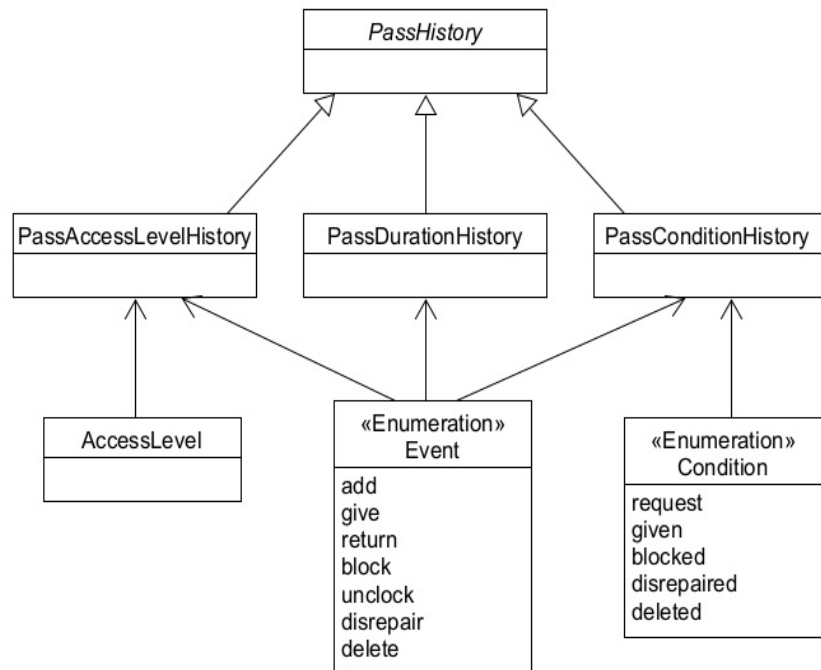 PassHistory
PassAccessLevelHistory
PassDurationHistory
PassConditionHistory
AccessLevel
«Enumeration»
Event
add
give
return
block
unclock
disrepair
delete
«Enumeration»
Condition
request
given
blocked
disrepaired
deleted